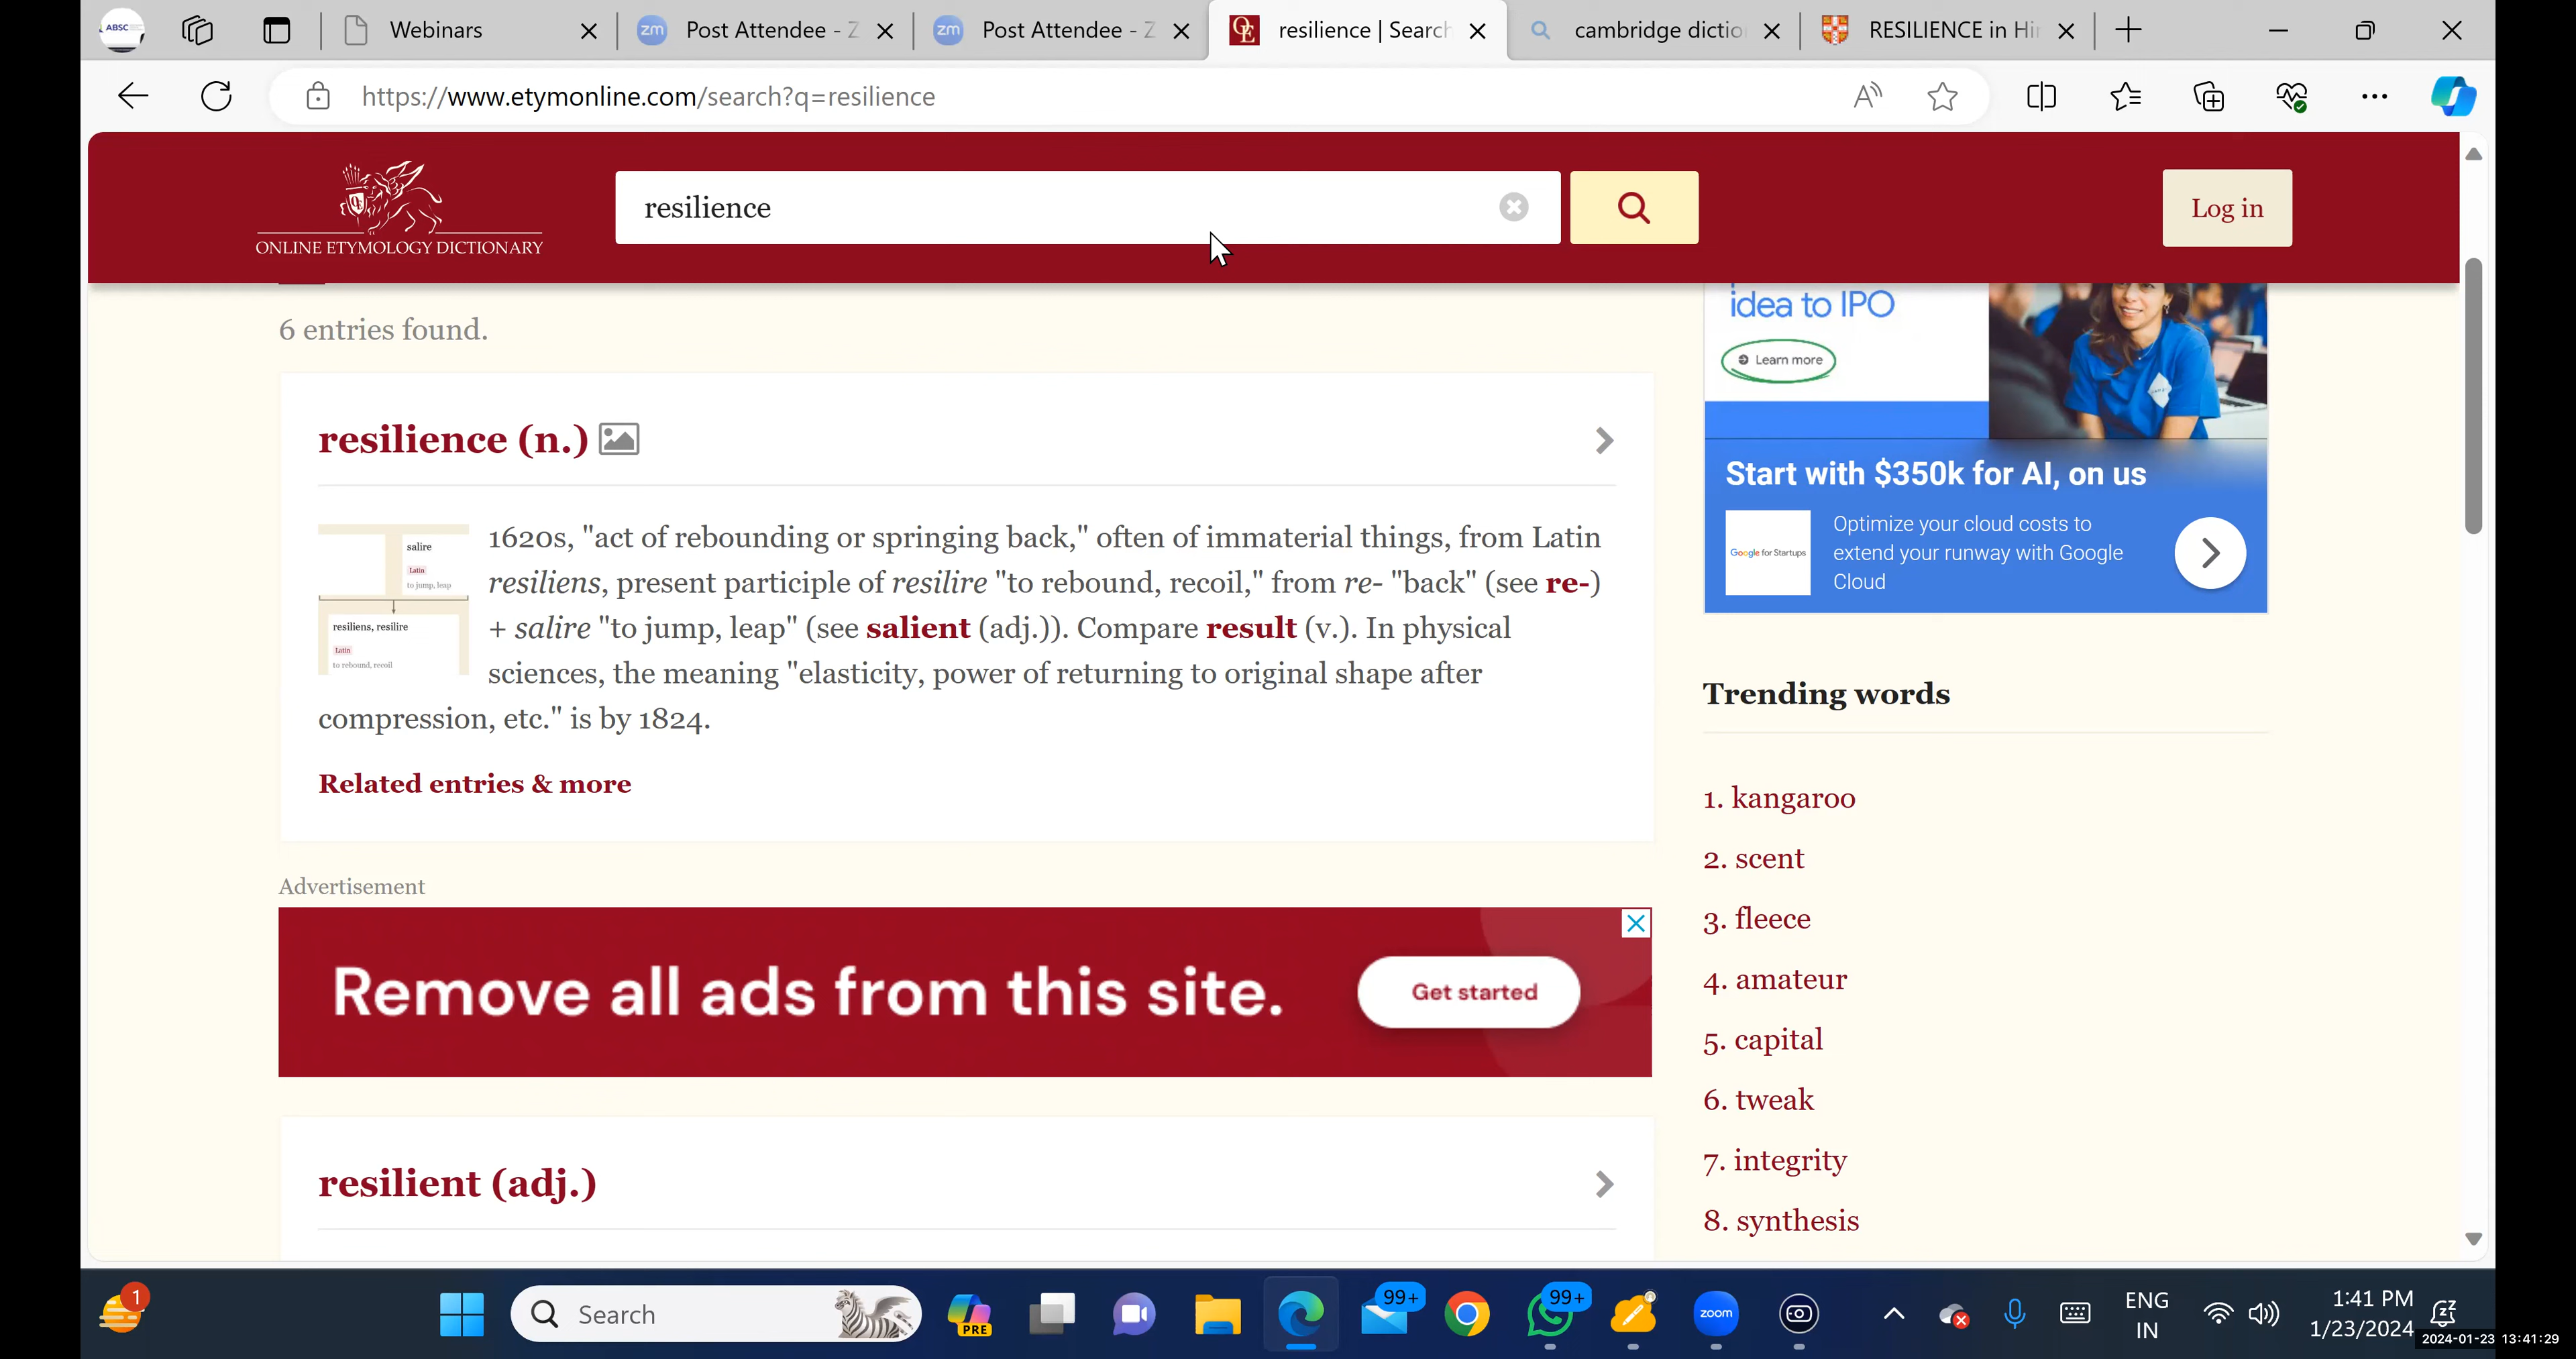 ABSC
Webinars
Post Attendee - Z
Post Attendee - Z
resilience | Search
cambridge dictio
RESILIENCE in Hin
https://www.etymonline.com/search?q=resilience
ONLINE ETYMOLOGY DICTIONARY
resilience
Log in
6 entries found.
resilience (n.)
salire
Latin
to jump, leap
resiliens, resilire
Latin
to rebound, recoil
1620s, "act of rebounding or springing back," often of immaterial things, from Latin
resiliens, present participle of resilire "to rebound, recoil," from re- "back" (see re-)
+ salire "to jump, leap" (see salient (adj.)). Compare result (v.). In physical
sciences, the meaning "elasticity, power of returning to original shape after
compression, etc." is by 1824.
Related entries & more
Advertisement
Remove all ads from this site.
Get started
resilient (adj.)
idea to IPO
Learn more
Start with $350k for AI, on us
Google for Startups
Optimize your cloud costs to
extend your runway with Google
Cloud
Trending words
1. kangaroo
2. scent
3. fleece
4. amateur
5. capital
6. tweak
7. integrity
8. synthesis
1
Search
PRE
99+
99+
zoom
ENG
IN
1:41 PM
1/23/2024
2024-01-23 13:41:29